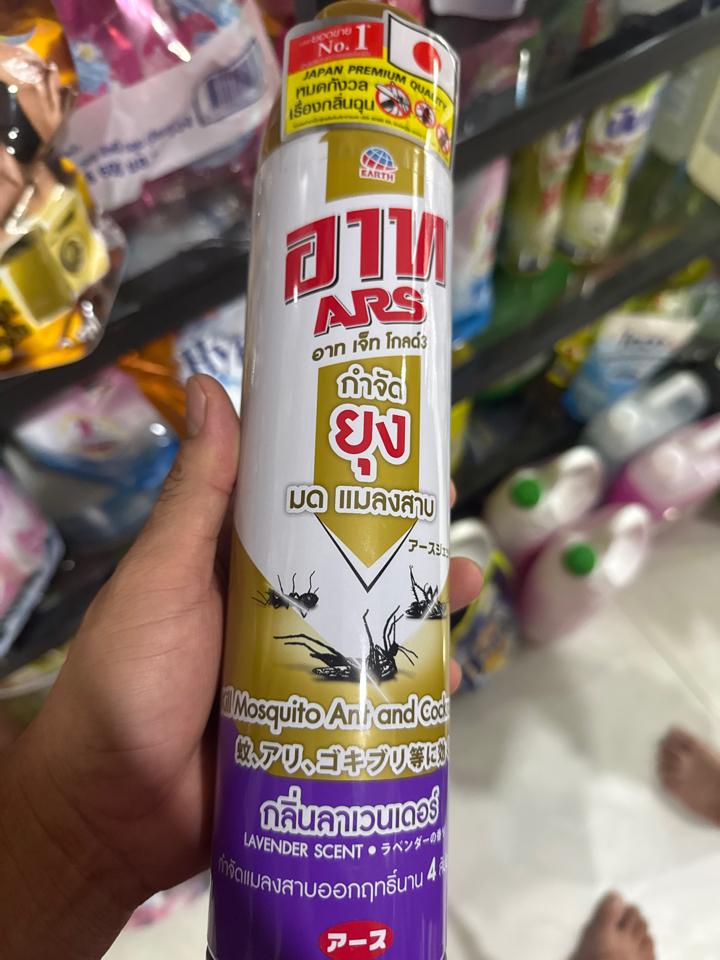 No.1
JAPAN PREMIUM QUALITY
หมดกังวล
เรื่องกลิ่นฉุน
EARTH
อาท
ARS
อาท เจ็ท โกลด์3
กำจัด
ยุง
มด แมลงสาบ
アースジェ
Mosquito Ant and
蚊、アリ、ゴキブリ等に効
กลิ่นลาเวนเดอร์
LAVENDER SCENT • ラベンダーの香
กำจัดแมลงสาบออกฤทธิ์นาน 4
アース